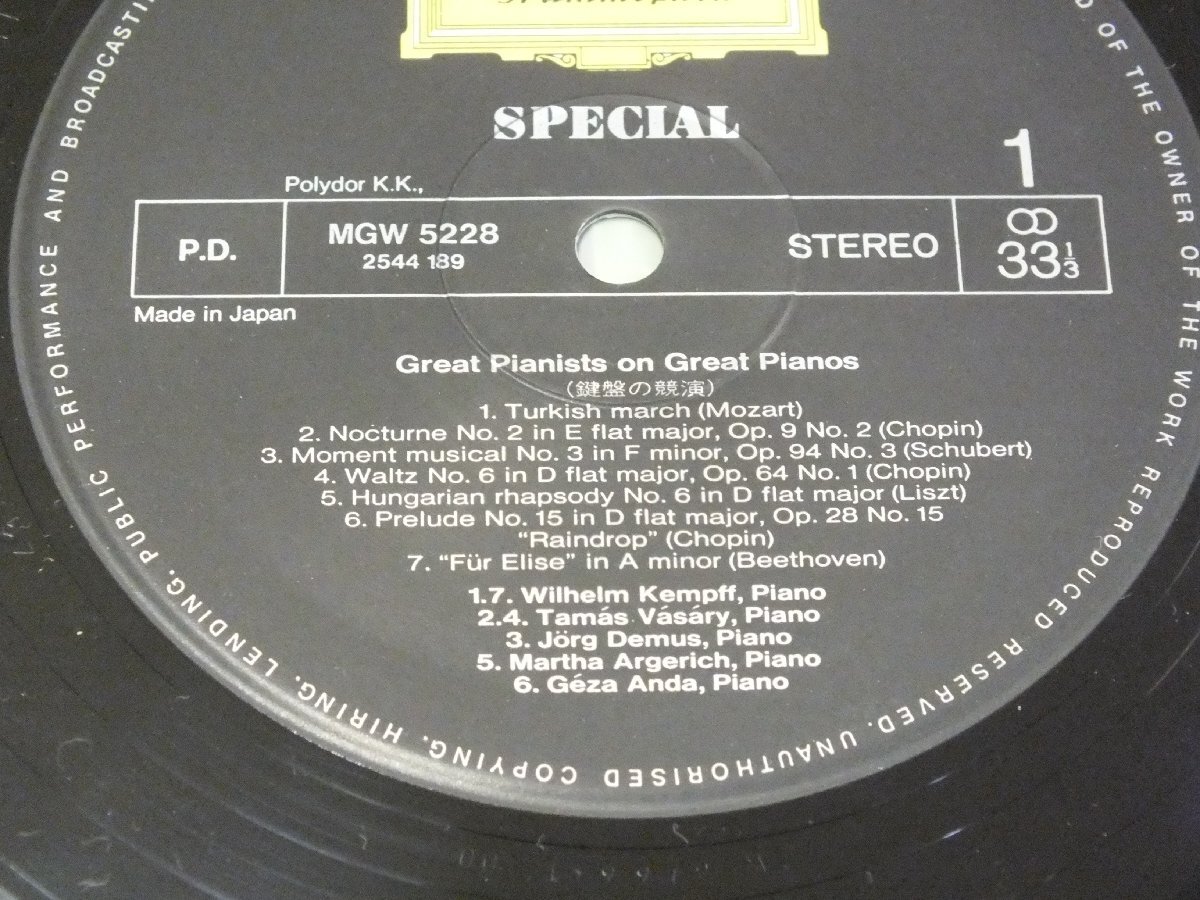 SPECIAL
1
Polydor K.K.,
P.D.
MGW 5228
2544 189
STEREO
33 1/3
Made in Japan
Great Pianists on Great Pianos
(鍵盤の競演)
1. Turkish march (Mozart)
2. Nocturne No. 2 in E flat major, Op. 9 No. 2 (Chopin)
3. Moment musical No. 3 in F minor, Op. 94 No. 3 (Schubert)
4. Waltz No. 6 in D flat major, Op. 64 No. 1 (Chopin)
5. Hungarian rhapsody No. 6 in D flat major (Liszt)
6. Prelude No. 15 in D flat major, Op. 28 No. 15
“Raindrop” (Chopin)
7. “Für Elise” in A minor (Beethoven)
1.7. Wilhelm Kempff, Piano
2.4. Tamás Vásáry, Piano
3. Jörg Demus, Piano
5. Martha Argerich, Piano
6. Géza Anda, Piano
OF THE OWNER OF THE WORK REPRODUCED RESERVED. UNAUTHORISED COPYING. HIRING. LENDING. PUBLIC PERFORMANCE AND BROADCASTIN